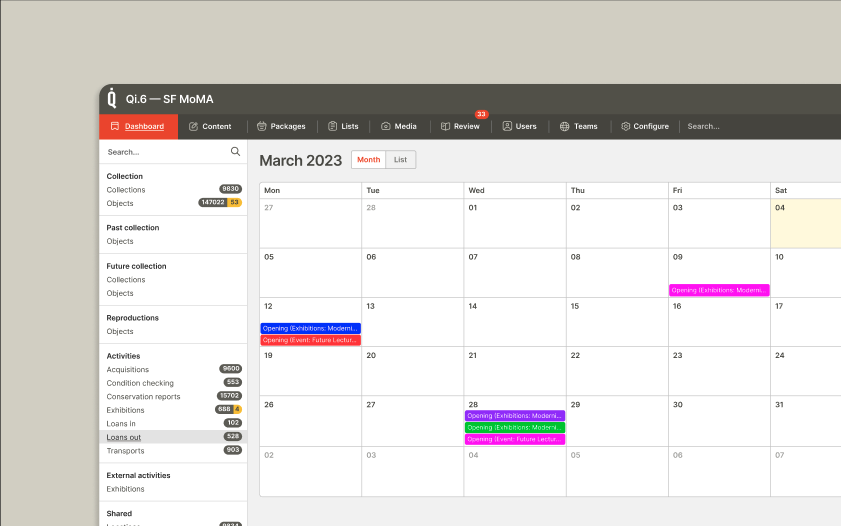 Qi.6 — SF MoMA
Dashboard
Content
Packages
Lists
Media
Review
33
Users
Teams
Configure
Search...
Search...
Collection
Collections 9830
Objects 147022 53
Past collection
Objects
Future collection
Collections
Objects
Reproductions
Objects
Activities
Acquisitions 9600
Condition checking 553
Conservation reports 15702
Exhibitions 688 4
Loans in 102
Loans out 528
Transports 903
External activities
Exhibitions
Shared
March 2023
Month
List
Mon Tue Wed Thu Fri Sat
27 28 01 02 03 04
05 06 07 08 09 10
Opening (Exhibitions: Moderni...
12 13 14 15 16 17
Opening (Exhibitions: Moderni...
Opening (Event: Future Lectur...
19 20 21 22 23 24
26 27 28 29 30 31
Opening (Exhibitions: Moderni...
Opening (Exhibitions: Moderni...
Opening (Event: Future Lectur...
02 03 04 05 06 07